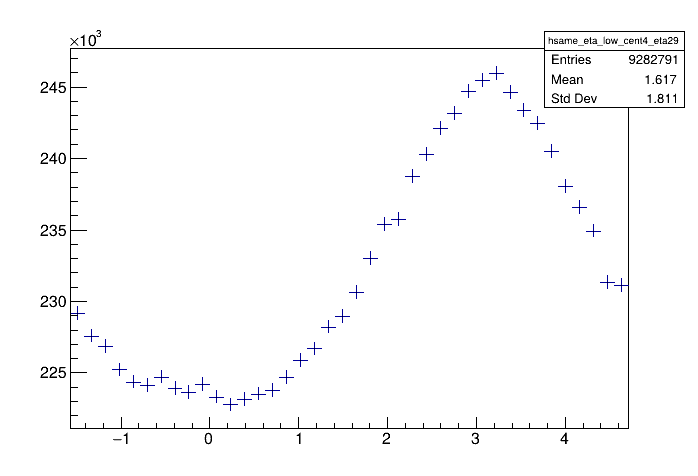 ×10³
hsame_eta_low_cent4_eta29
Entries 9282791
Mean 1.617
Std Dev 1.811
245
240
235
230
225
−1 0 1 2 3 4